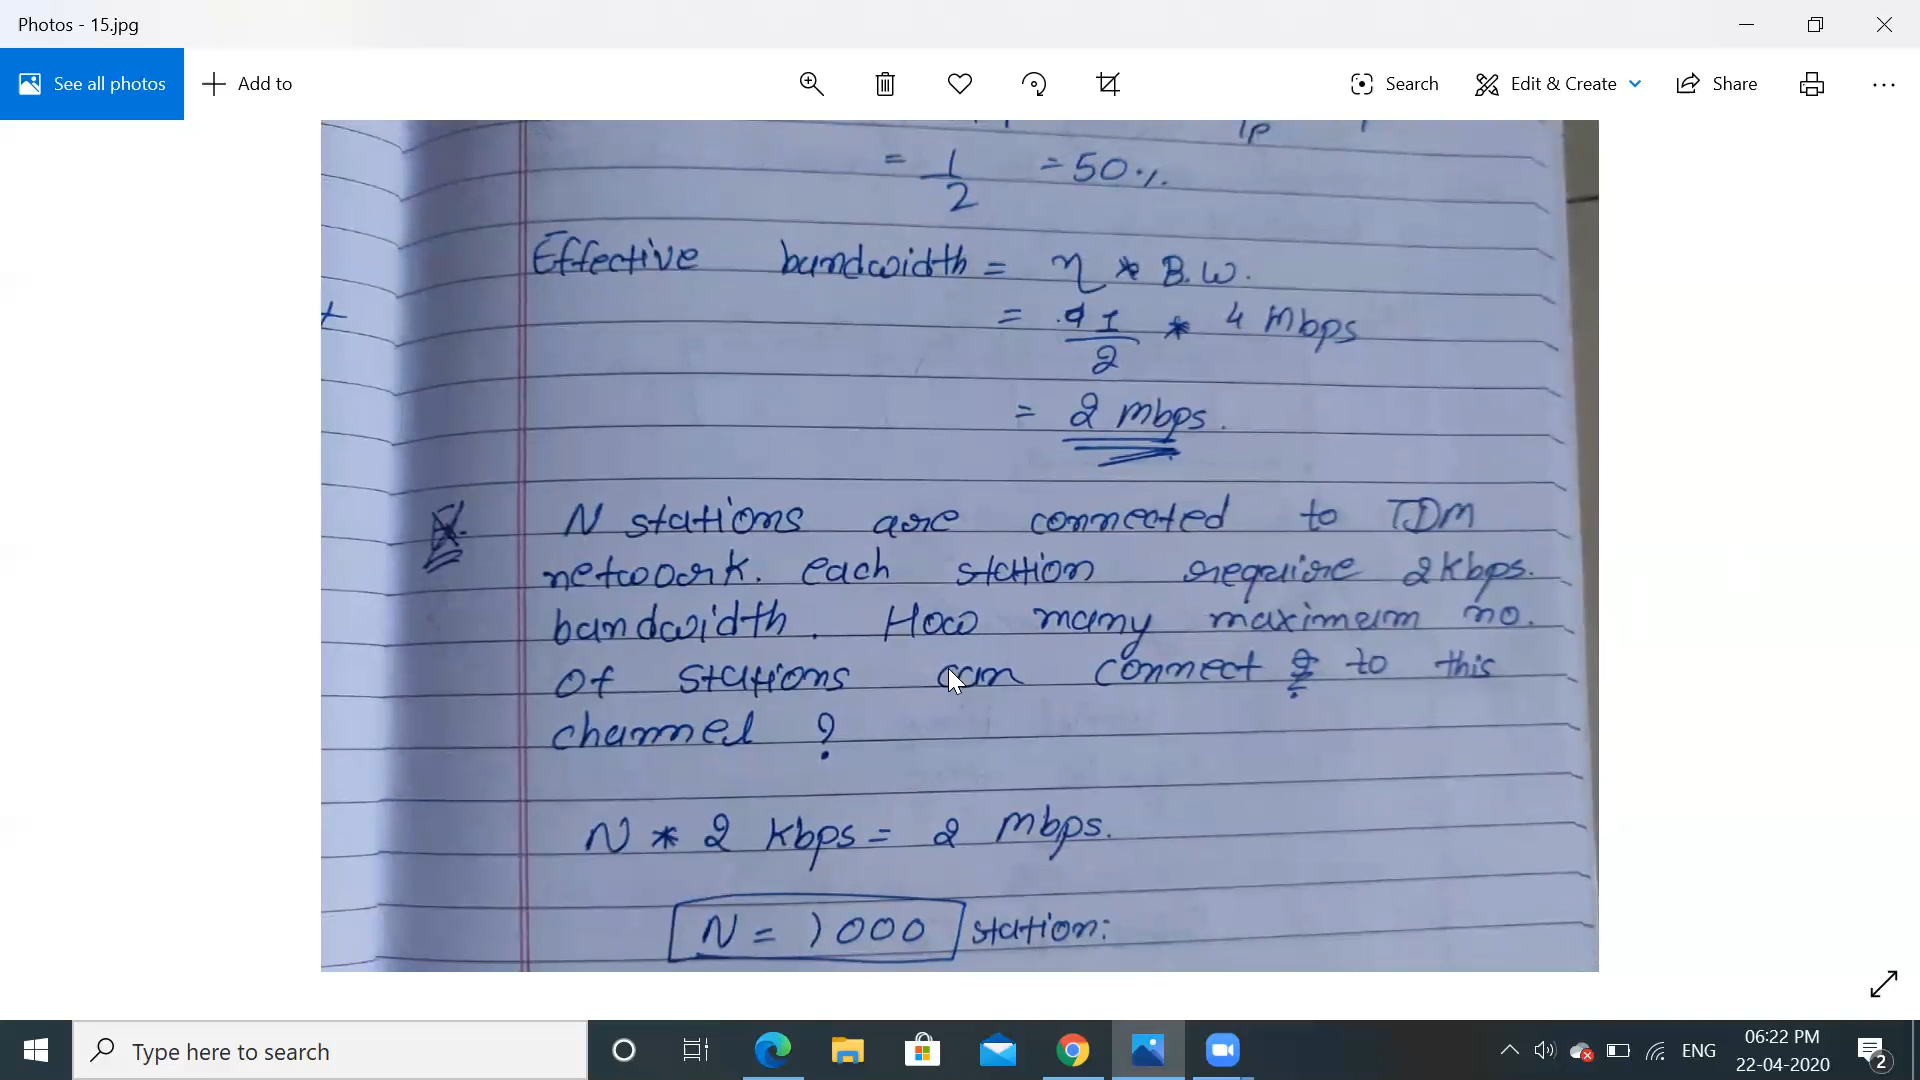 Photos - 15.jpg
See all photos
Add to
Search
Edit & Create
Share
= 1/2 = 50%
Effective bandwidth = η * B.W.
= 1/2 * 4 Mbps
= 2 mbps.
N stations are connected to TDM
network. each station require 2kbps.
bandwidth. How many maximum no.
of stations can connect to this
channel ?
N * 2 kbps = 2 mbps.
N = 1000 station:
Type here to search
ENG
06:22 PM
22-04-2020
2